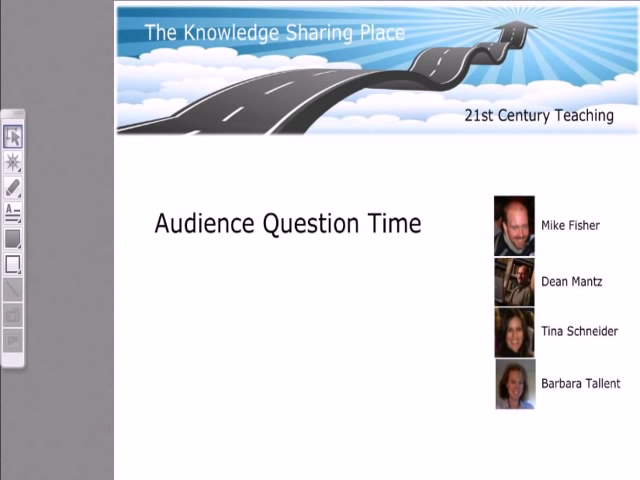 The Knowledge Sharing Place
21st Century Teaching
Audience Question Time
Mike Fisher
Dean Mantz
Tina Schneider
Barbara Tallent